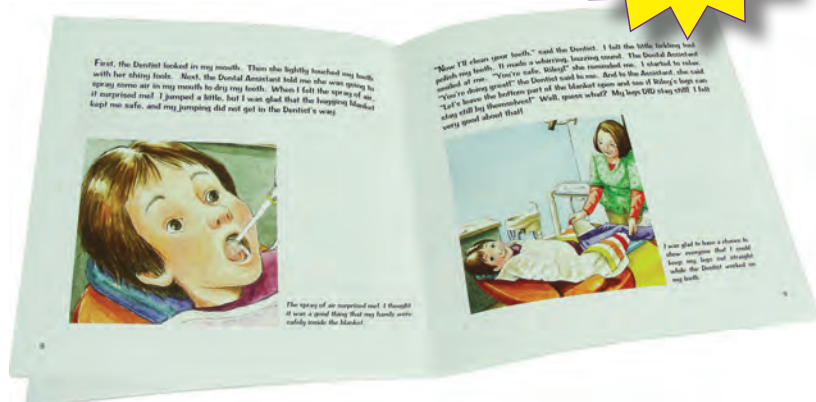 First, the Dentist looked in my mouth. Then she lightly touched my teeth
with her shiny tools. Next, the Dental Assistant told me she was going to
spray some air in my mouth to dry my teeth. When I felt the spray of air,
it surprised me! I jumped a little, but I was glad that the hugging blanket
kept me safe, and my jumping did not get in the Dentist's way.
The spray of air surprised me! I thought
it was a good thing that my hands were
safely inside the blanket.
8
"Now I'll clean your teeth," said the Dentist. I felt the little tickling tool
polish my teeth. It made a whirring, buzzing sound. The Dental Assistant
smiled at me. "You're safe, Riley!" she reminded me. I started to relax.
"You're doing great!" the Dentist said to me. And to the Assistant, she said,
"Let's leave the bottom part of the blanket open and see if Riley's legs can
stay still by themselves!" Well, guess what? My legs DID stay still! I felt
very good about that!
I was glad to have a chance to
show everyone that I could
keep my legs out straight
while the Dentist worked on
my teeth.
9